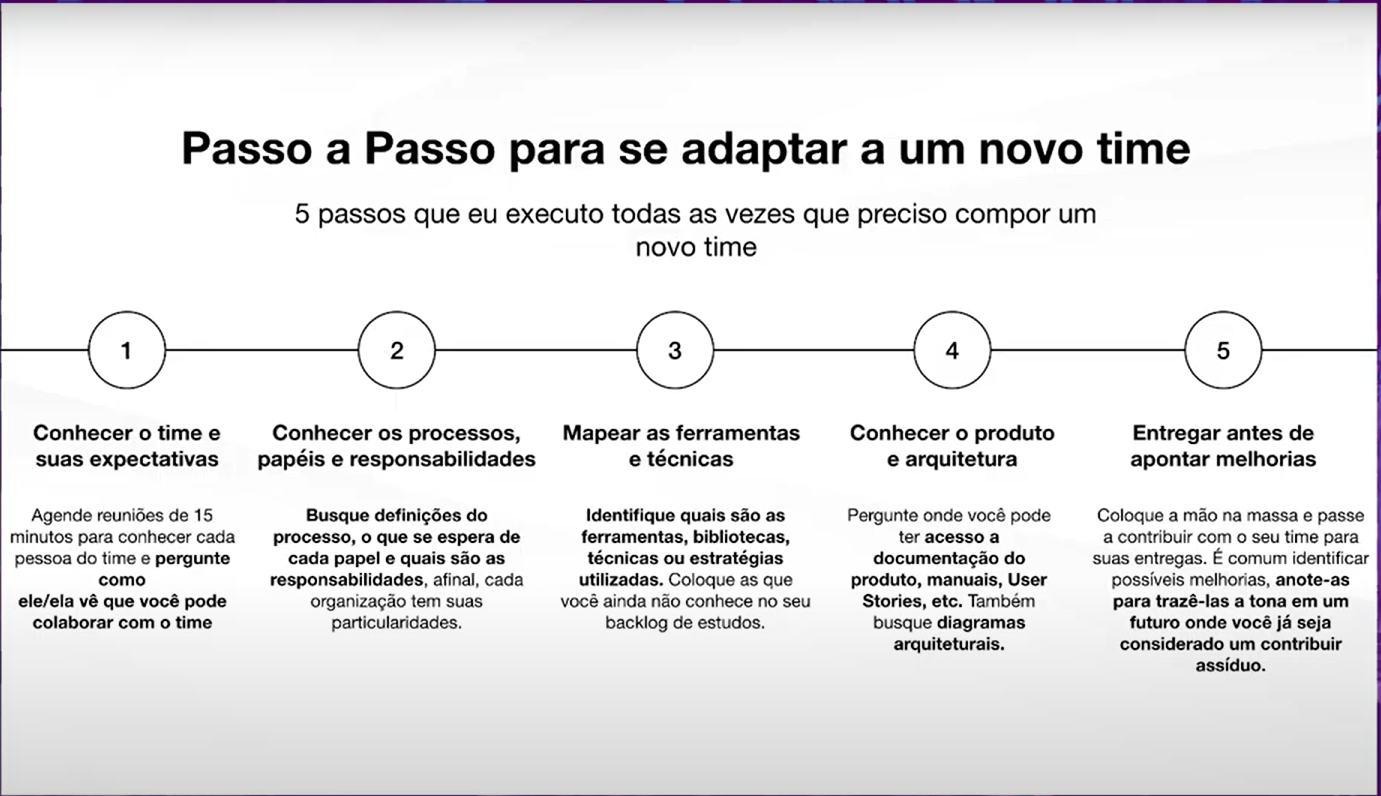 Passo a Passo para se adaptar a um novo time
5 passos que eu executo todas as vezes que preciso compor um
novo time
1
Conhecer o time e
suas expectativas
Agende reuniões de 15
minutos para conhecer cada
pessoa do time e pergunte
como
ele/ela vê que você pode
colaborar com o time
2
Conhecer os processos,
papéis e responsabilidades
Busque definições do
processo, o que se espera de
cada papel e quais são as
responsabilidades, afinal, cada
organização tem suas
particularidades.
3
Mapear as ferramentas
e técnicas
Identifique quais são as
ferramentas, bibliotecas,
técnicas ou estratégias
utilizadas. Coloque as que
você ainda não conhece no seu
backlog de estudos.
4
Conhecer o produto
e arquitetura
Pergunte onde você pode
ter acesso a
documentação do
produto, manuais, User
Stories, etc. Também
busque diagramas
arquiteturais.
5
Entregar antes de
apontar melhorias
Coloque a mão na massa e passe
a contribuir com o seu time para
suas entregas. É comum identificar
possíveis melhorias, anote-as
para trazê-las a tona em um
futuro onde você já seja
considerado um contribuir
assíduo.